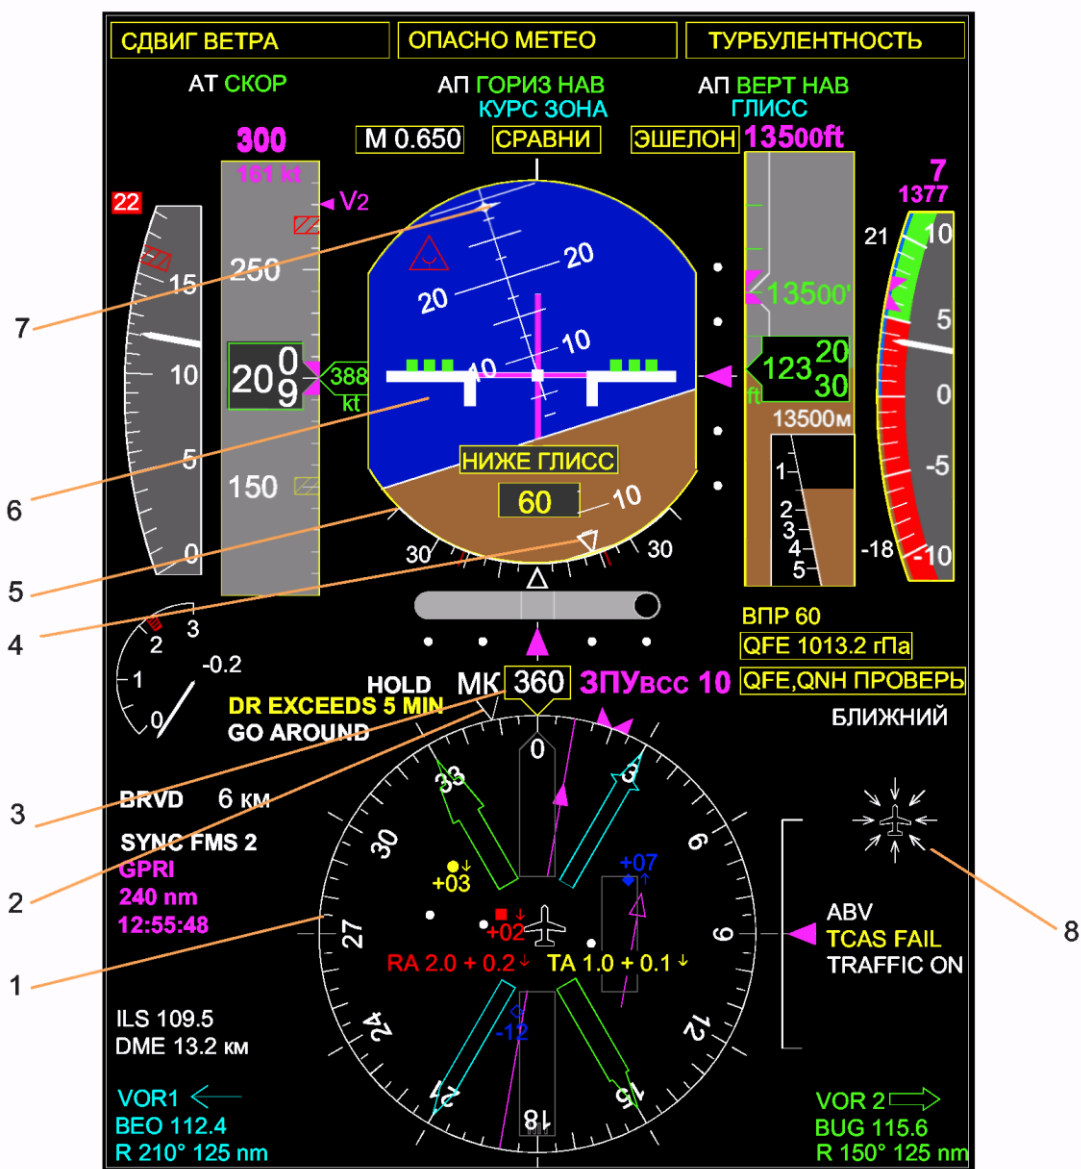 СДВИГ ВЕТРА
ОПАСНО МЕТЕО
ТУРБУЛЕНТНОСТЬ
АТ СКОР
АП ГОРИЗ НАВ
КУРС ЗОНА
АП ВЕРТ НАВ
ГЛИСС
300
161 kt
М 0.650
СРАВНИ
ЭШЕЛОН
13500ft
7
1377
22
V2
15
10
5
0
250
20
0
9
150
388
kt
20
20
10
10
НИЖЕ ГЛИСС
60
10
30
30
13500'
123
20
30
ft
13500м
1
2
3
4
5
21
10
5
0
-5
-10
-18
ВПР 60
QFE 1013.2 гПа
QFE,QNH ПРОВЕРЬ
БЛИЖНИЙ
3
2
1
0
-0.2
HOLD
МК 360
ЗПУвсс 10
DR EXCEEDS 5 MIN
GO AROUND
BRVD 6 км
SYNC FMS 2
GPRI
240 nm
12:55:48
0
3
9
12
15
18
21
24
27
30
33
+03↓
+02↓
+07↑
-12
RA 2.0 + 0.2↓
TA 1.0 + 0.1↓
ABV
TCAS FAIL
TRAFFIC ON
ILS 109.5
DME 13.2 км
VOR1 ←
BEO 112.4
R 210° 125 nm
VOR 2 ⇨
BUG 115.6
R 150° 125 nm
7
6
5
4
3
2
1
8